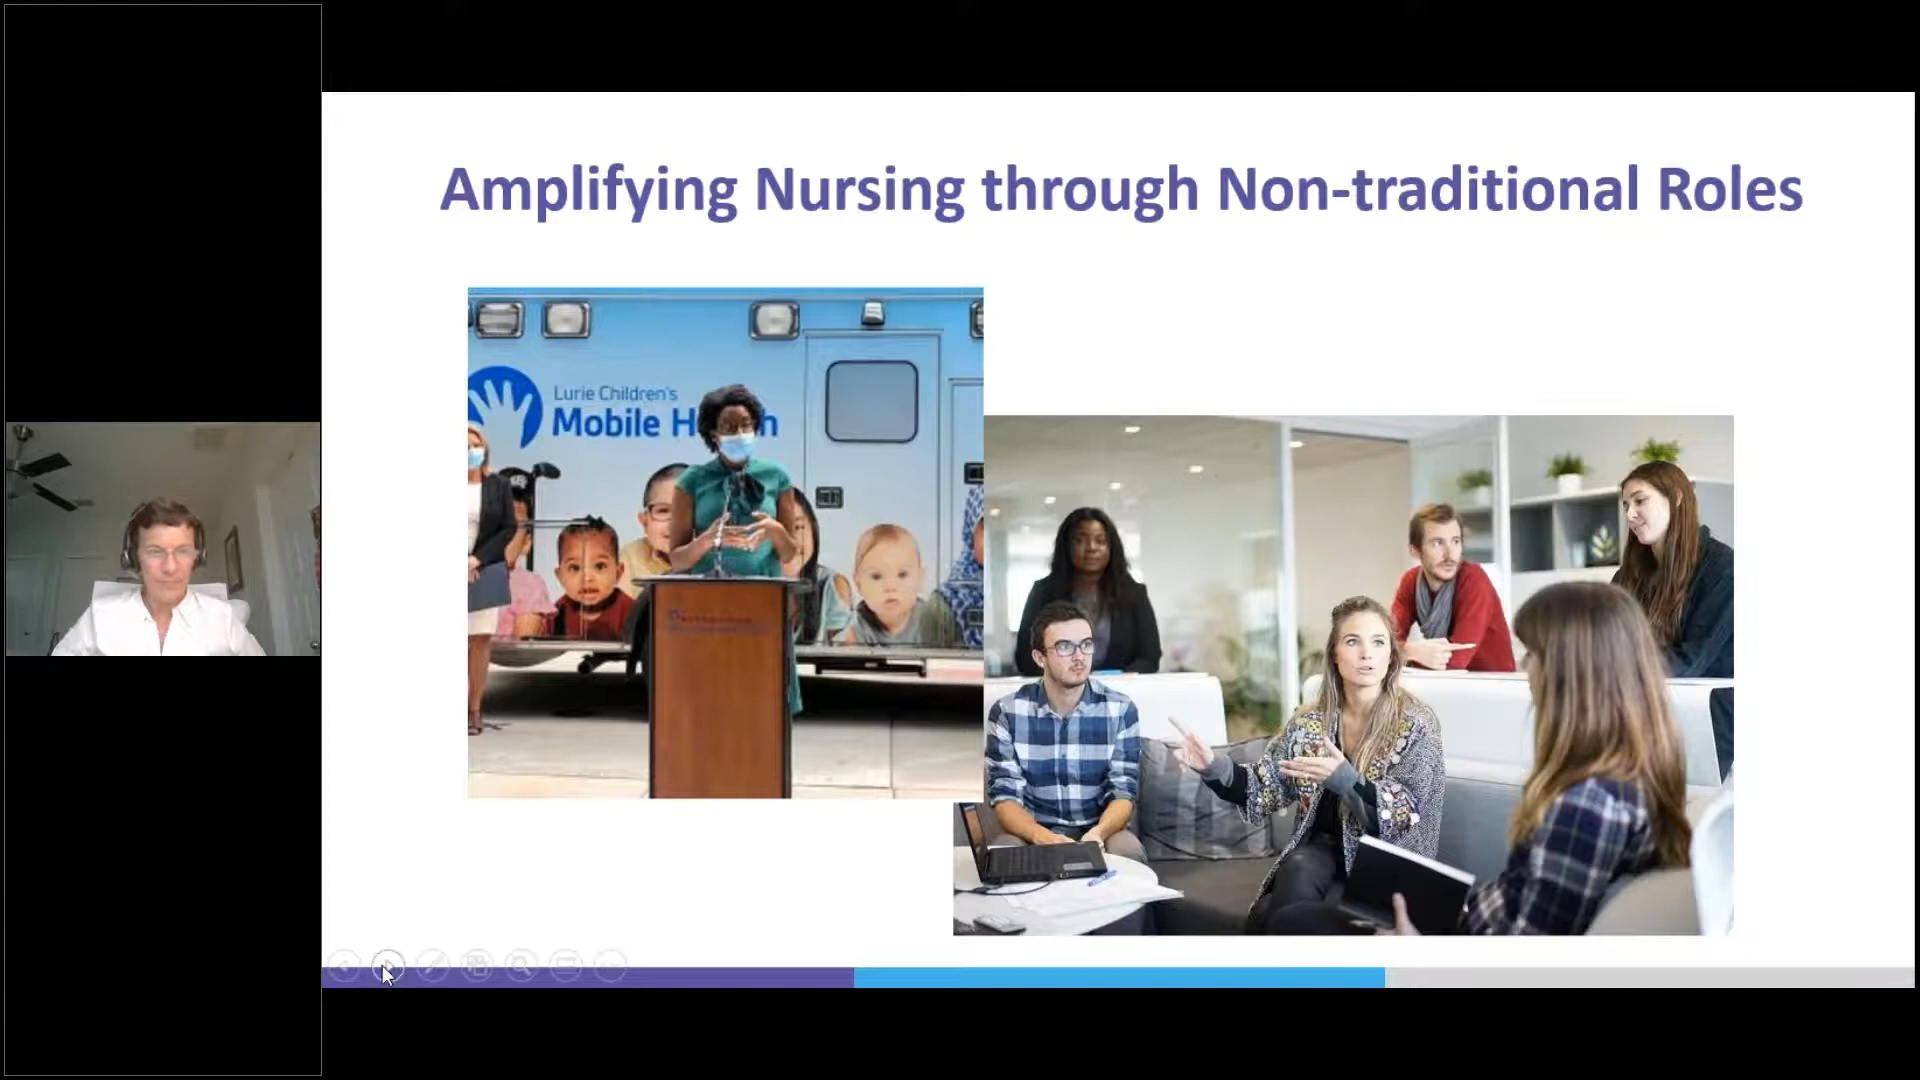 Amplifying Nursing through Non-traditional Roles
Lurie Children's
Mobile H h